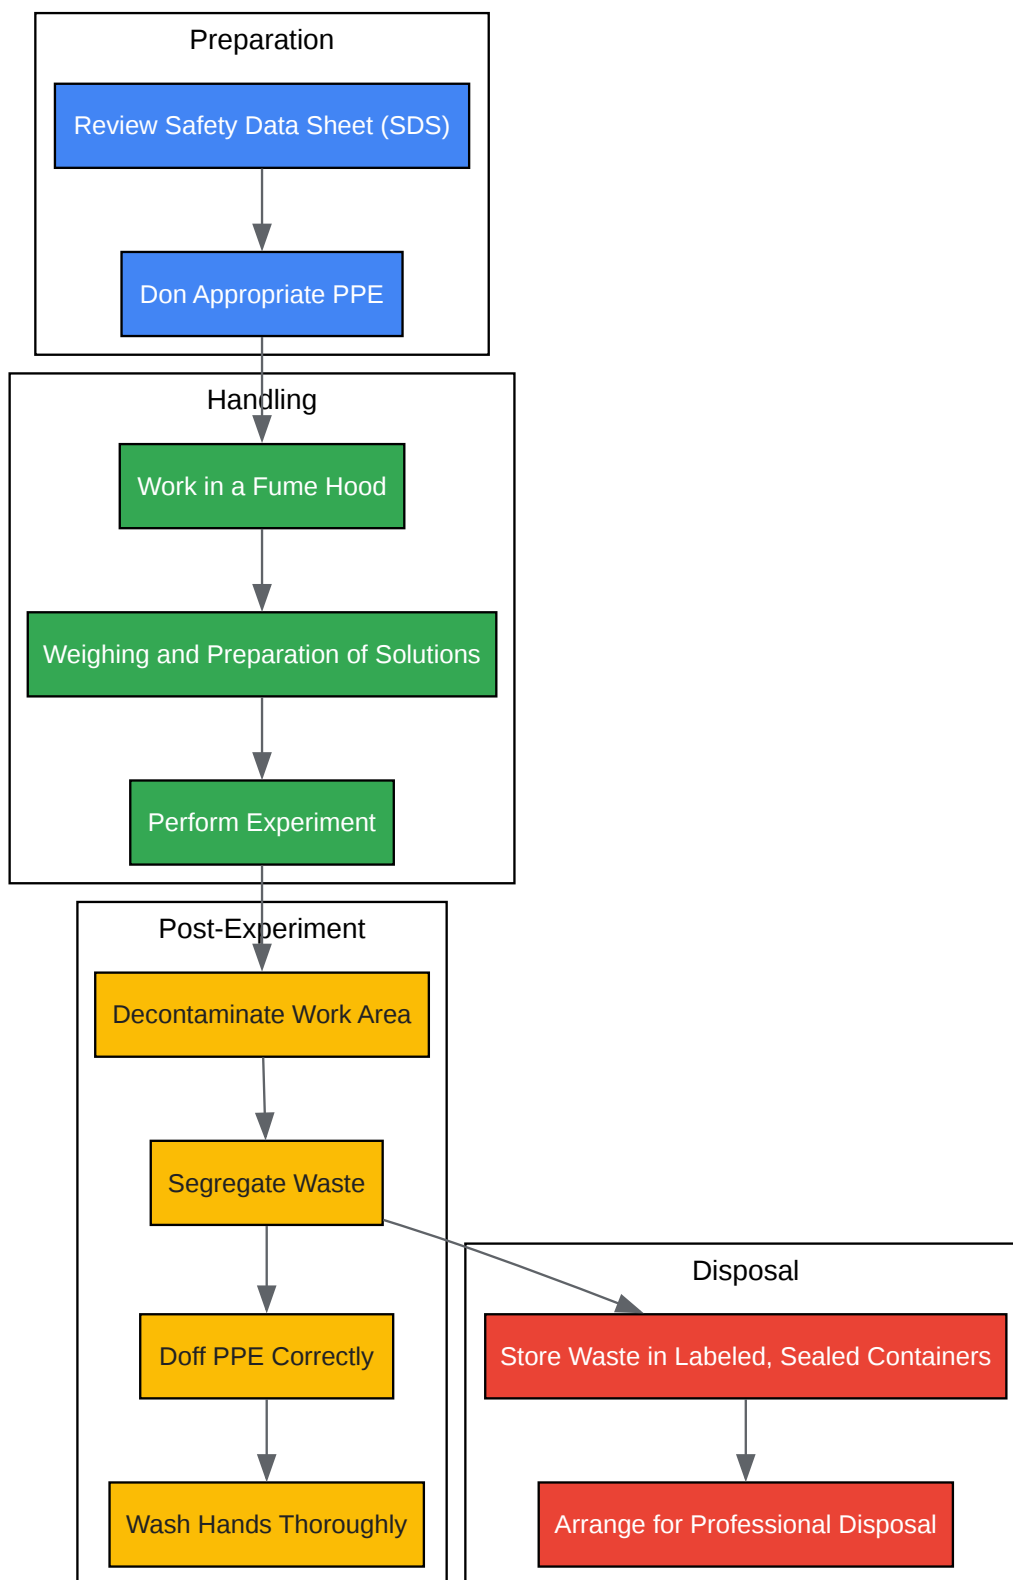 Preparation
Review Safety Data Sheet (SDS)
Don Appropriate PPE
Handling
Work in a Fume Hood
Weighing and Preparation of Solutions
Perform Experiment
Post-Experiment
Decontaminate Work Area
Segregate Waste
Doff PPE Correctly
Wash Hands Thoroughly
Disposal
Store Waste in Labeled, Sealed Containers
Arrange for Professional Disposal